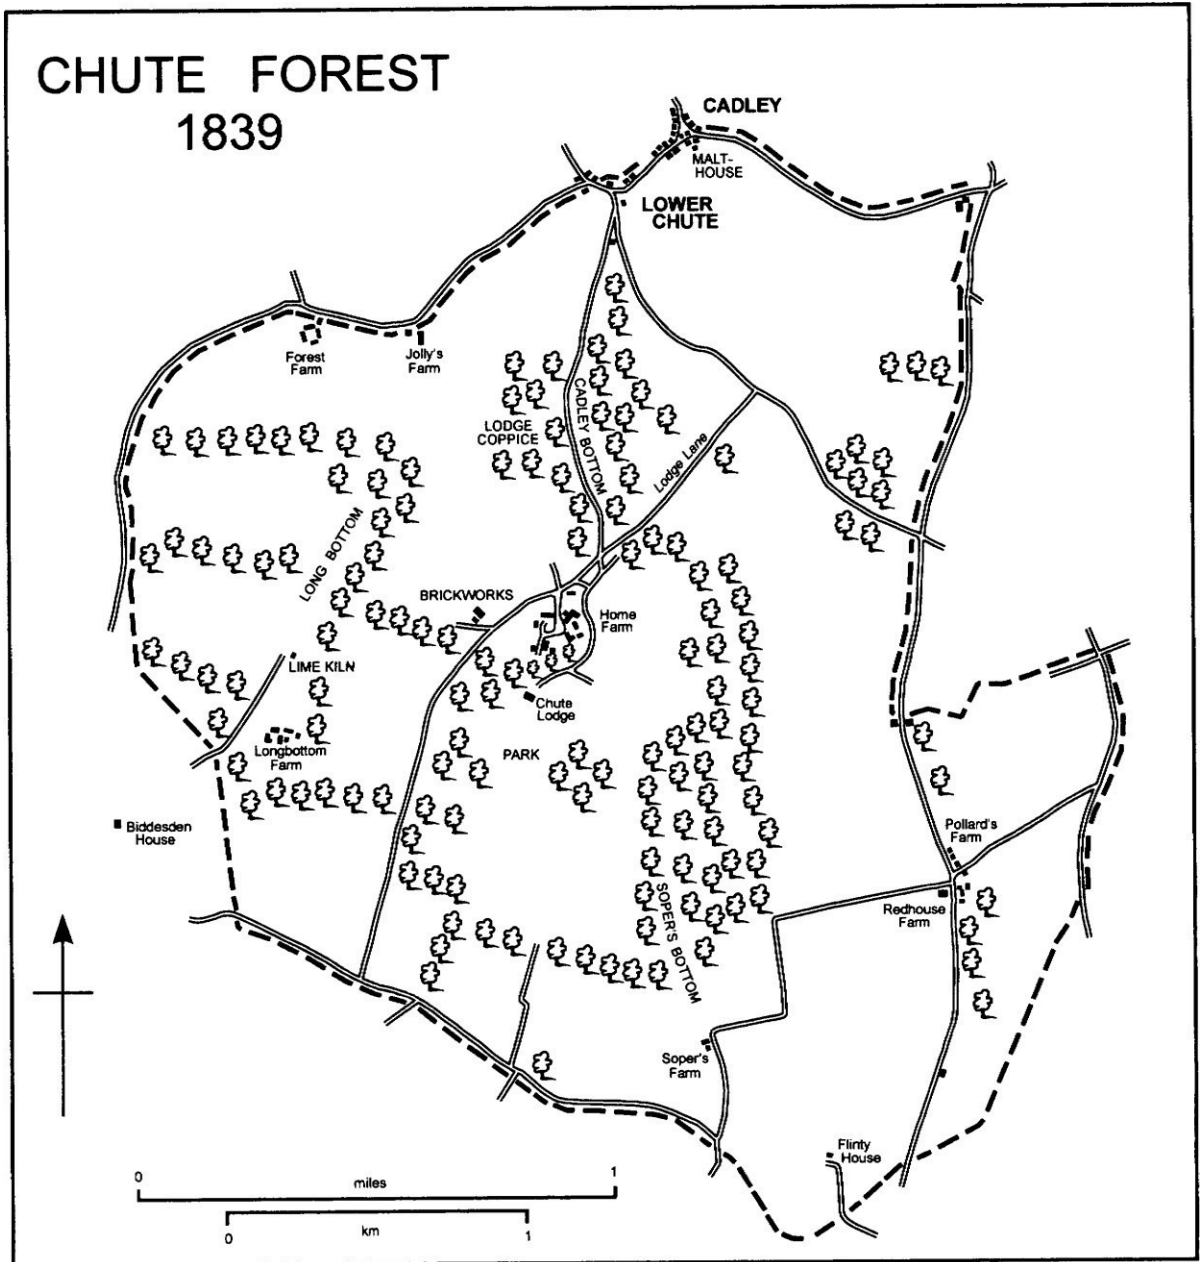 CHUTE FOREST
1839
CADLEY
MALT-
HOUSE
LOWER
CHUTE
Forest
Farm
Jolly's
Farm
LODGE
COPPICE
CADLEY BOTTOM
Lodge Lane
LONG BOTTOM
BRICKWORKS
Home
Farm
LIME KILN
Chute
Lodge
Longbottom
Farm
PARK
Biddesden
House
Pollard's
Farm
Redhouse
Farm
SOPER'S BOTTOM
Soper's
Farm
Flinty
House
0 1
miles
km
0 1